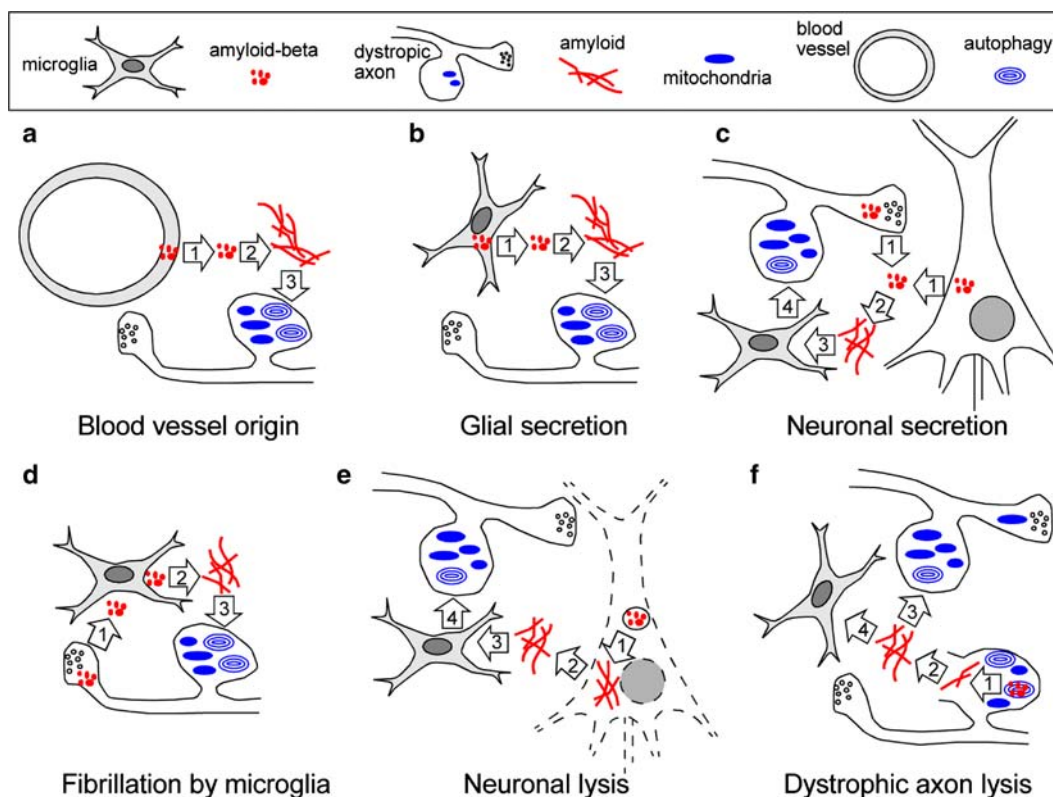 microglia
amyloid-beta
dystropic
axon
amyloid
mitochondria
blood
vessel
autophagy
a
1
2
3
Blood vessel origin
b
1
2
3
Glial secretion
c
1
1
2
3
4
Neuronal secretion
d
1
2
3
Fibrillation by microglia
e
1
2
3
4
Neuronal lysis
f
1
2
3
4
Dystrophic axon lysis